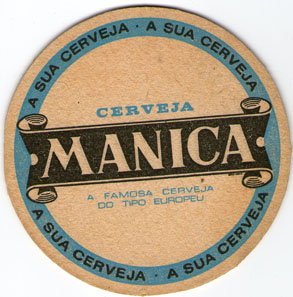 A SUA CERVEJA · A SUA CERVEJA
CERVEJA
· MANICA ·
A FAMOSA CERVEJA
DO TIPO EUROPEU
A SUA CERVEJA · A SUA CERVEJA